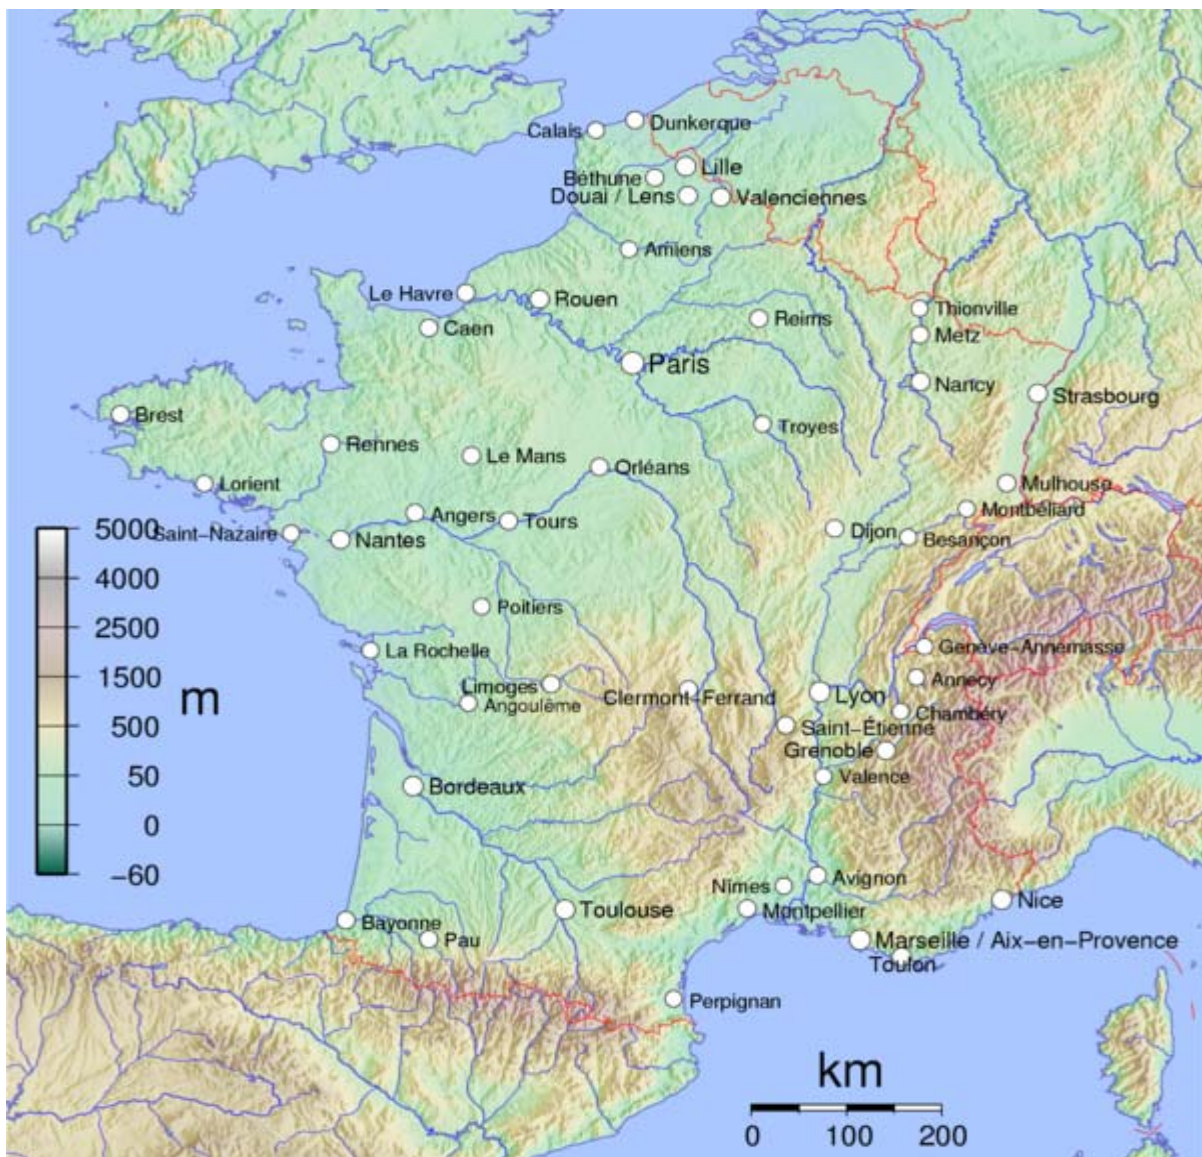 Calais
Dunkerque
Lille
Béthune
Douai / Lens
Valenciennes
Amiens
Le Havre
Rouen
Caen
Reims
Thionville
Metz
Paris
Nancy
Strasbourg
Brest
Rennes
Troyes
Le Mans
Orléans
Lorient
Mulhouse
Angers
Tours
Montbéliard
Saint-Nazaire
Nantes
Dijon
Besançon
5000
4000
2500
1500
500
50
0
-60
m
Poitiers
La Rochelle
Genève-Annemasse
Limoges
Angoulême
Clermont-Ferrand
Lyon
Annecy
Chambéry
Saint-Étienne
Grenoble
Valence
Bordeaux
Avignon
Nîmes
Montpellier
Nice
Bayonne
Toulouse
Pau
Marseille / Aix-en-Provence
Toulon
Perpignan
km
0 100 200